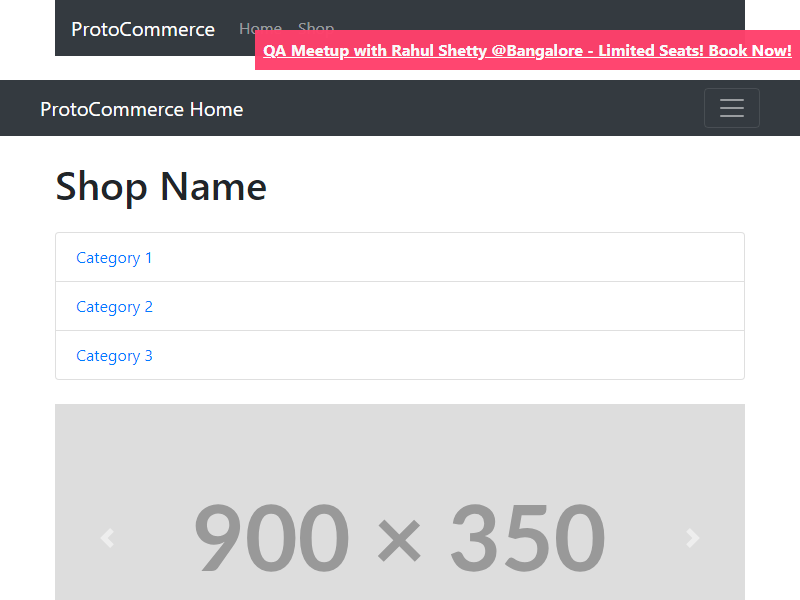 ProtoCommerce Home Shop
QA Meetup with Rahul Shetty @Bangalore - Limited Seats! Book Now!
ProtoCommerce Home
Shop Name
Category 1
Category 2
Category 3
900 × 350